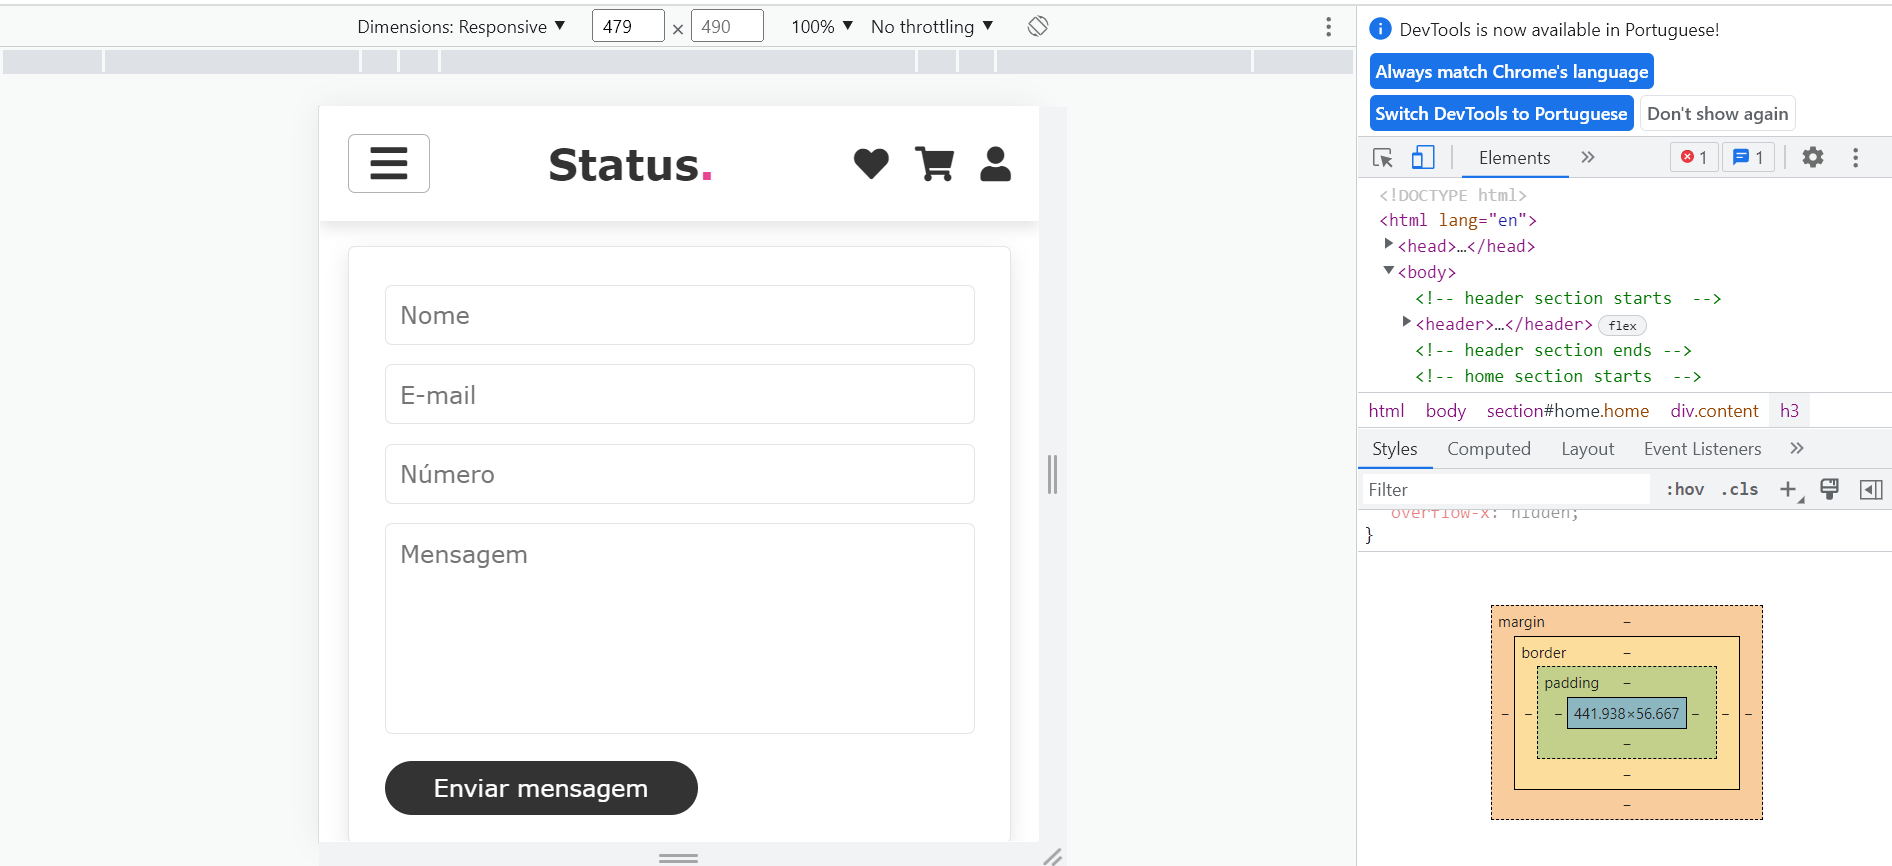 Dimensions: Responsive ▼ 479 × 490 100% ▼ No throttling ▼
Status.
Nome
E-mail
Número
Mensagem
Enviar mensagem
DevTools is now available in Portuguese!
Always match Chrome's language
Switch DevTools to Portuguese Don't show again
Elements » 1 1
<!DOCTYPE html>
<html lang="en">
▶<head>…</head>
▼<body>
<!-- header section starts  -->
▶<header>…</header> flex
<!-- header section ends -->
<!-- home section starts  -->
html body section#home.home div.content h3
Styles Computed Layout Event Listeners »
Filter :hov .cls +
overflow-x: hidden;
}
margin –
border –
padding –
– – – 441.938×56.667 – – –
–
–
–